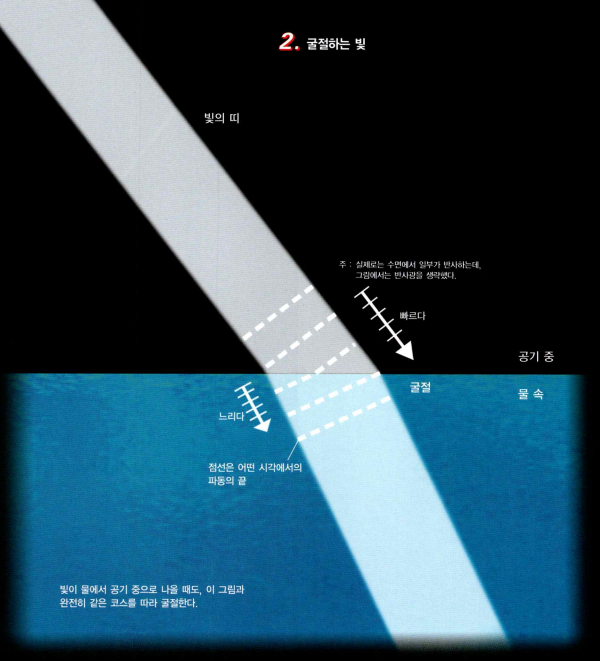 2. 굴절하는 빛
빛의 띠
주 : 실제로는 수면에서 일부가 반사하는데,
그림에서는 반사광을 생략했다.
빠르다
공기 중
굴절
물 속
느리다
점선은 어떤 시각에서의
파동의 끝
빛이 물에서 공기 중으로 나올 때도, 이 그림과
완전히 같은 코스를 따라 굴절한다.